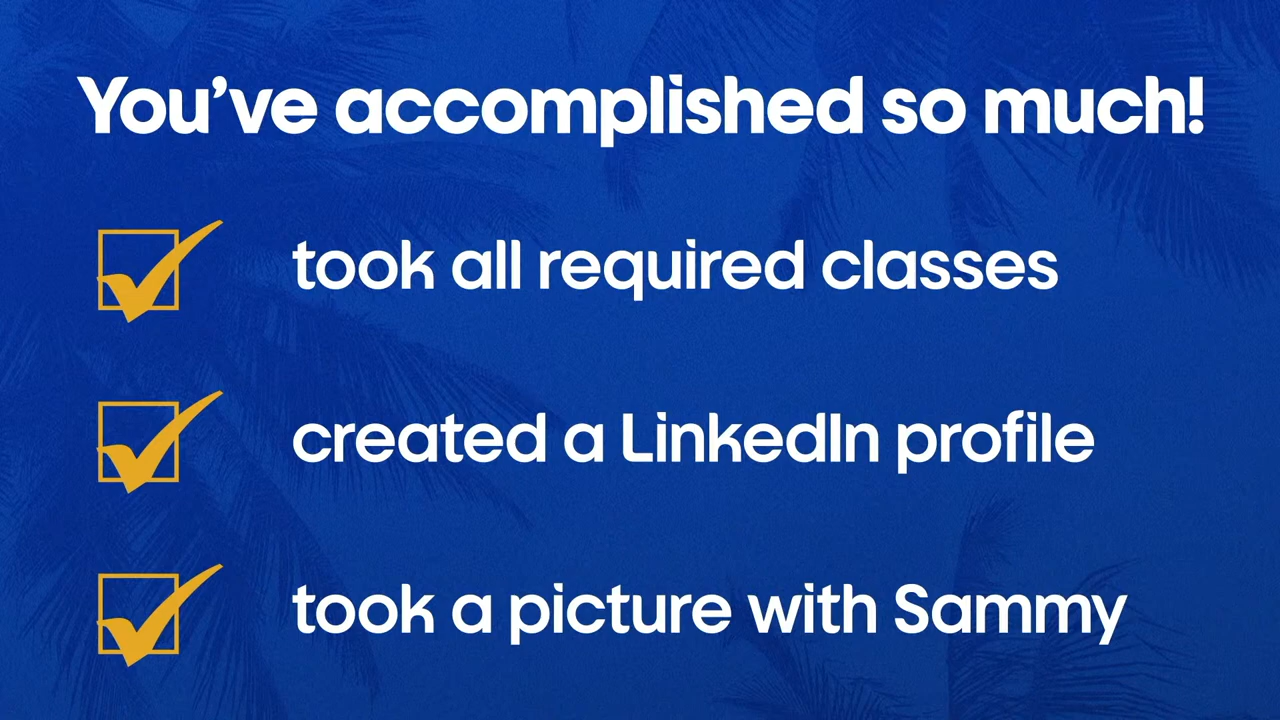 You’ve accomplished so much!
took all required classes
created a LinkedIn profile
took a picture with Sammy